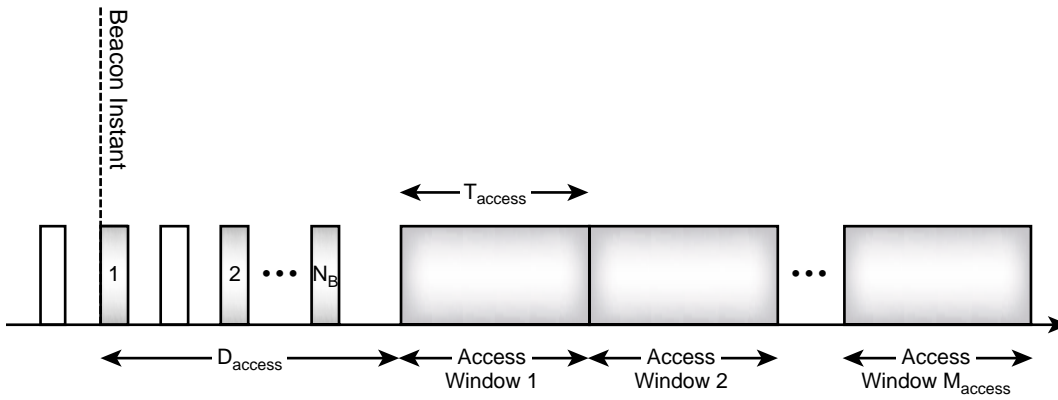 Beacon Instant
T_access
1
2
•••
N_B
•••
D_access
Access
Window 1
Access
Window 2
Access
Window M_access